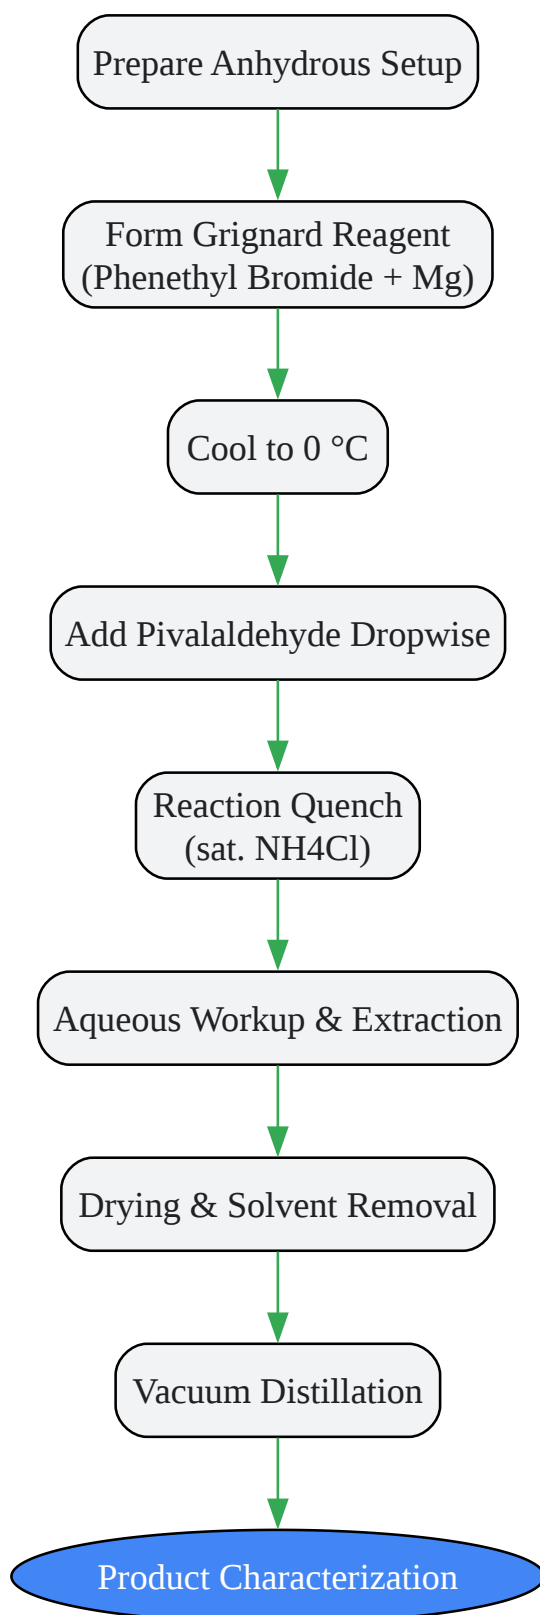 Prepare Anhydrous Setup
Form Grignard Reagent
(Phenethyl Bromide + Mg)
Cool to 0 °C
Add Pivalaldehyde Dropwise
Reaction Quench
(sat. NH4Cl)
Aqueous Workup & Extraction
Drying & Solvent Removal
Vacuum Distillation
Product Characterization